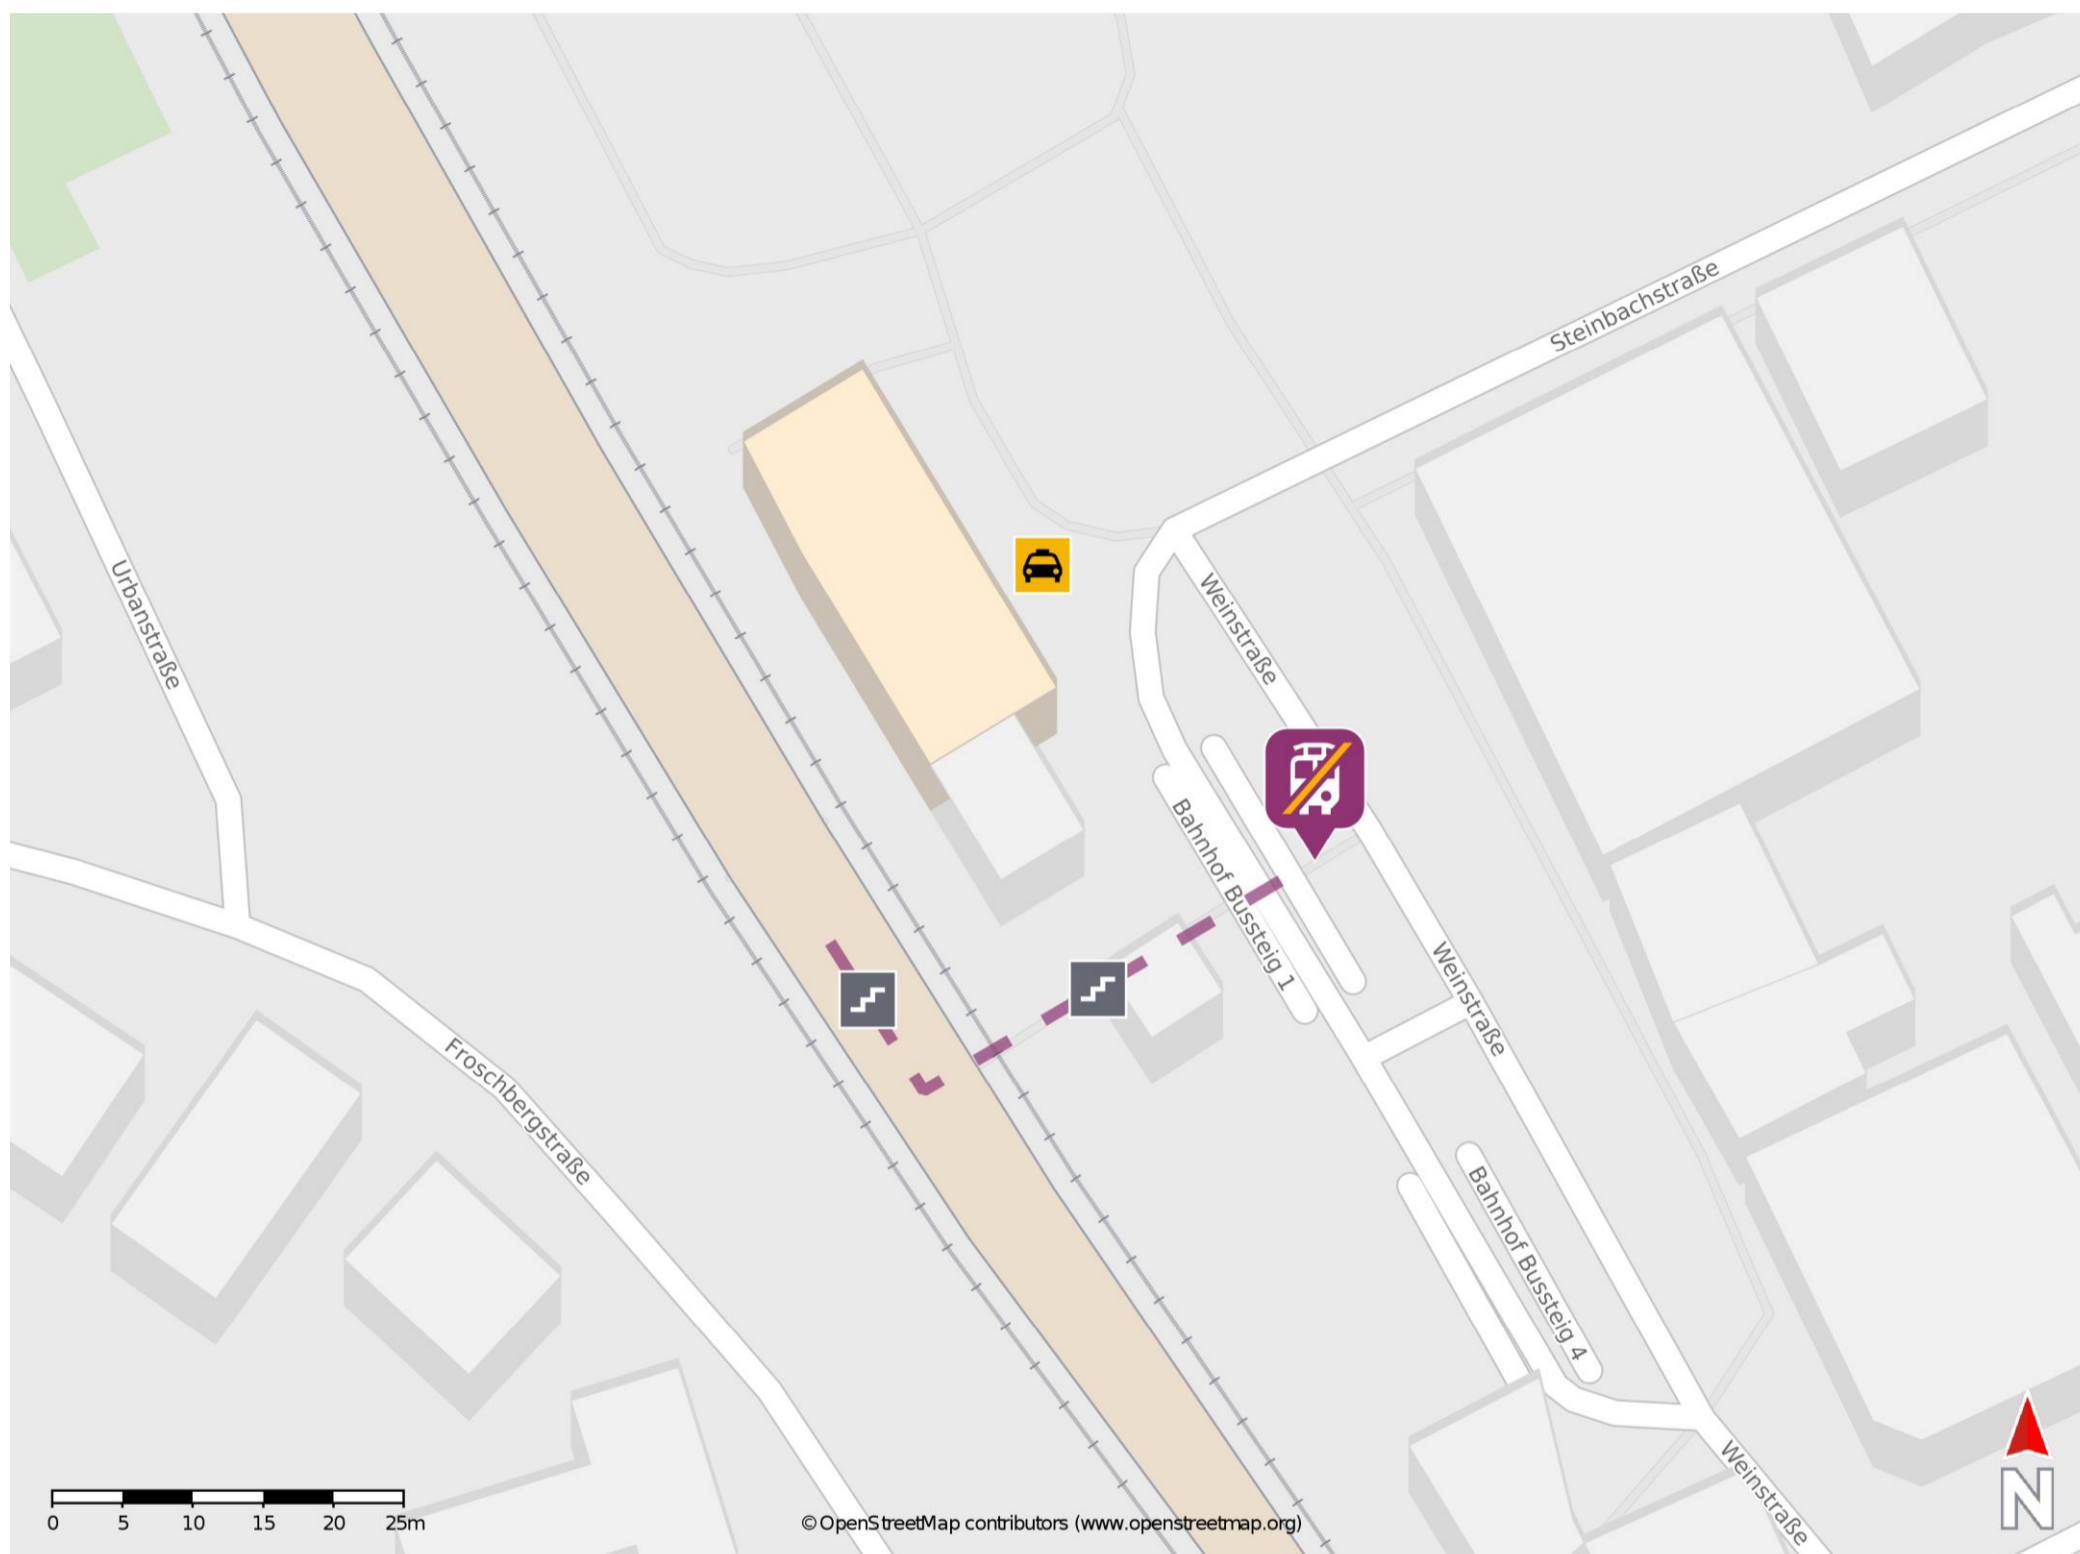 Steinbachstraße
Urbanstraße
Weinstraße
Bahnhof Bussteig 1
Weinstraße
Froschbergstraße
Bahnhof Bussteig 4
Weinstraße
0 5 10 15 20 25m
©OpenStreetMap contributors (www.openstreetmap.org)
N